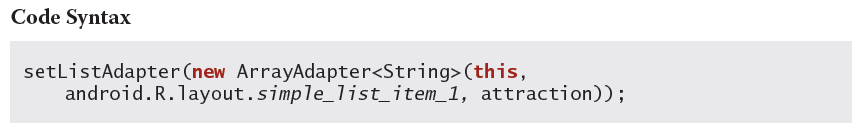 Code Syntax
setListAdapter(new ArrayAdapter<String>(this,
android.R.layout.simple_list_item_1, attraction));